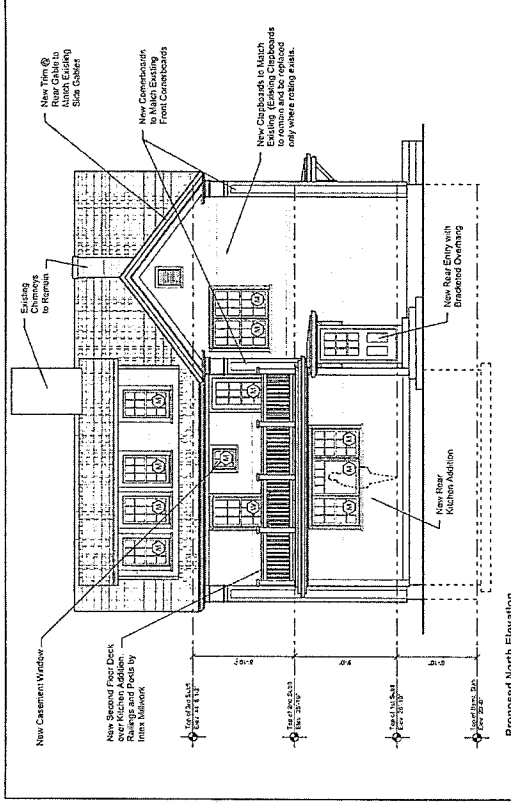 Existing
Chimneys
to Remain
New Trim @
Rear Gable to
Match Existing
Side Gables
New Cornerboards
to Match Existing
Front Cornerboards
New Clapboards to Match
Existing (Existing Clapboards
to remain and be replaced
only where rotting exists.
New Casement Window
New Second Floor Deck
over Kitchen Addition.
Railings and Posts by
Intex Millwork
New Rear
Kitchen Addition
New Rear Entry with
Bracketed Overhang
Top of 3rd Subfl
Top of 2nd Subfl
Top of 1st Subfl
M
M
M
M
M
M
M
M
M
M
M
M
Proposed North Elevation